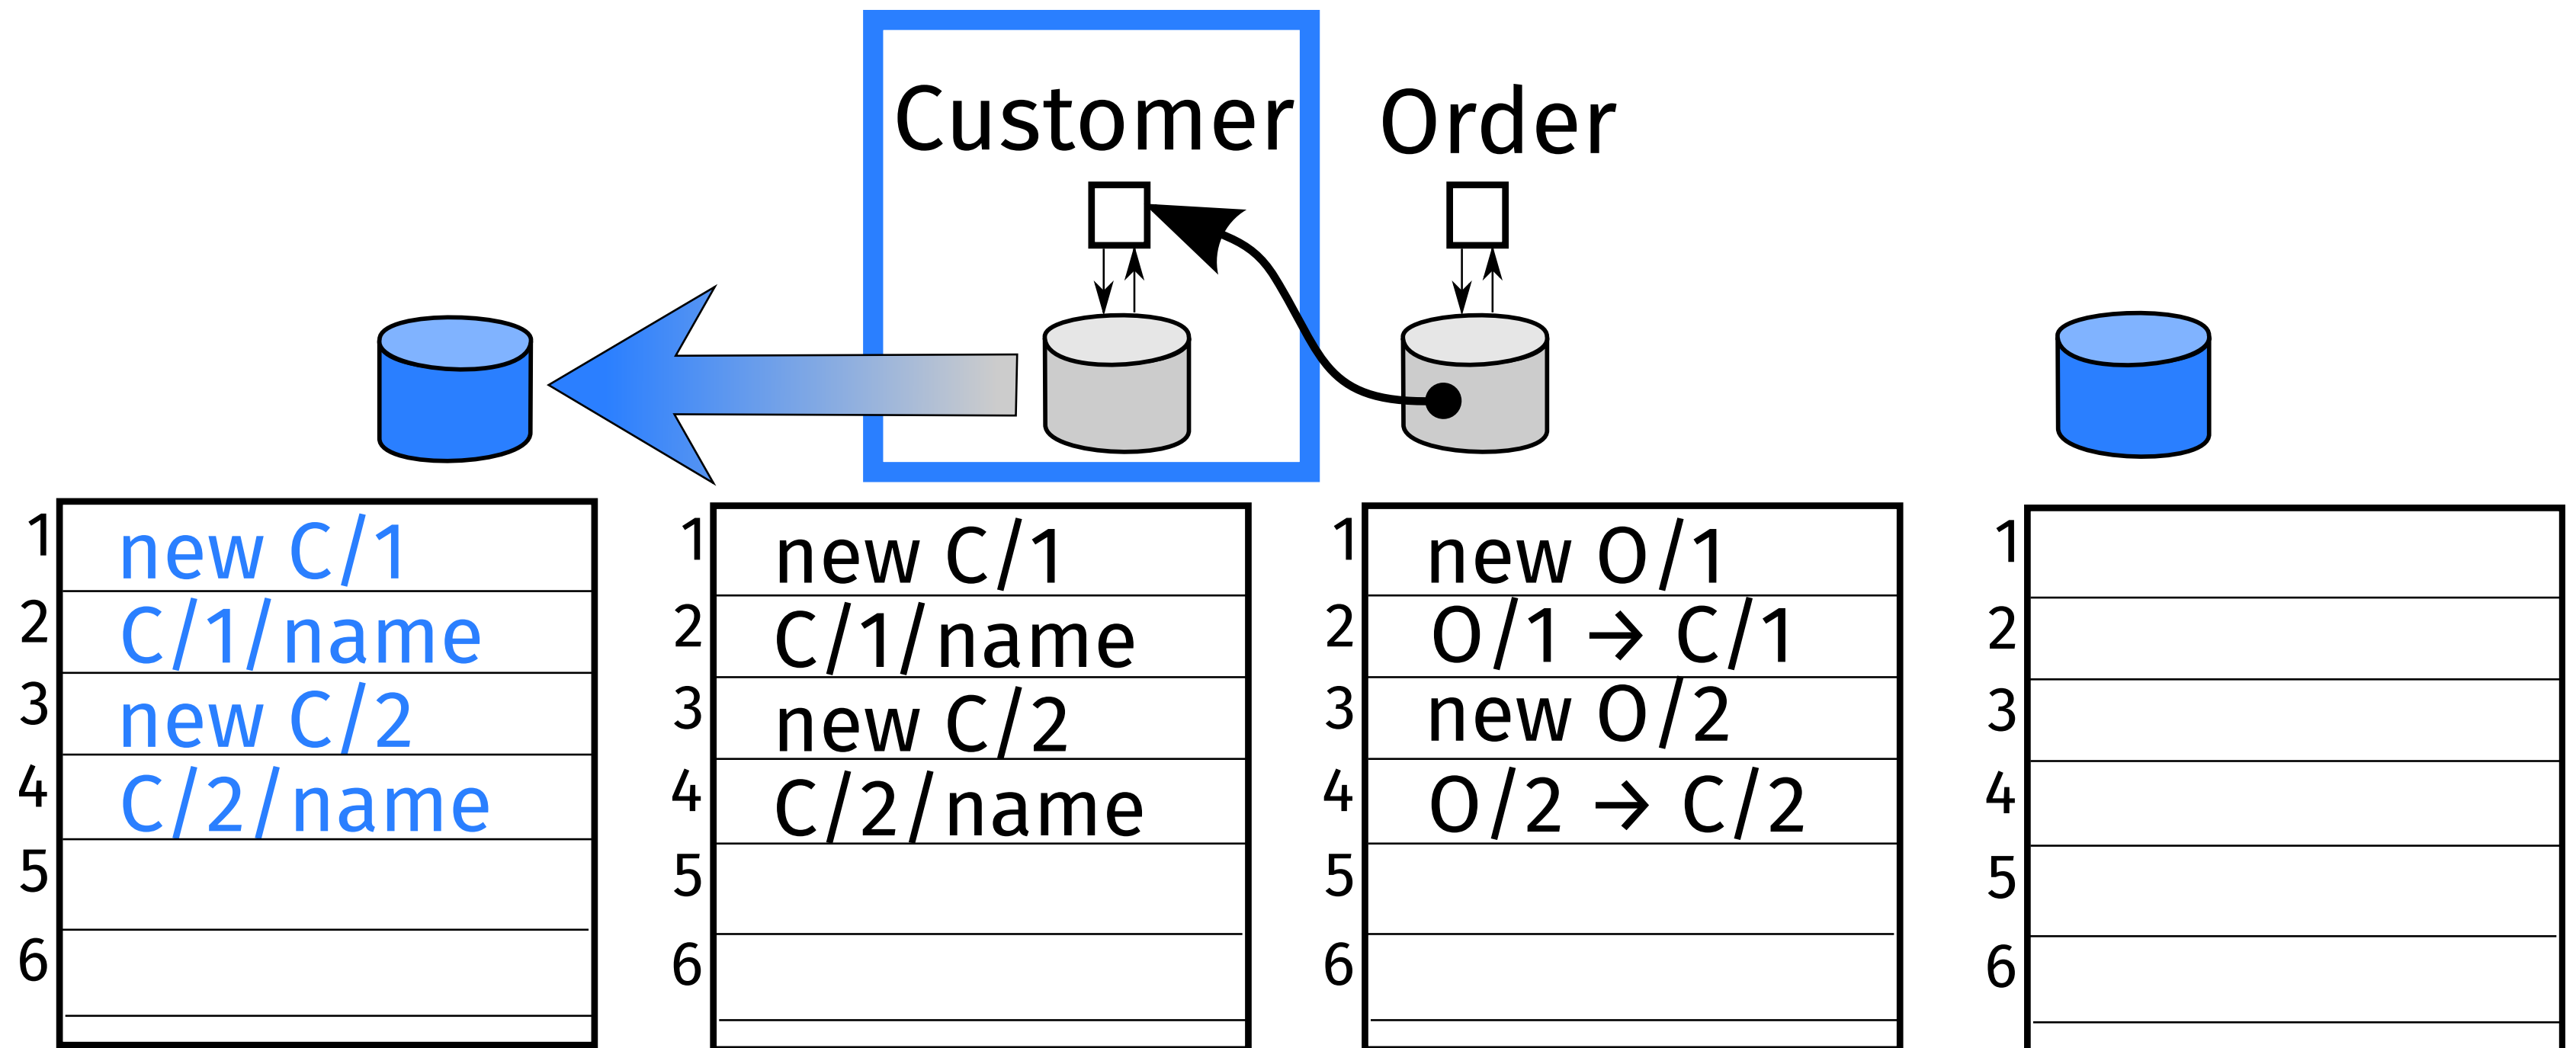 Customer
Order
1 new C/1
2 C/1/name
3 new C/2
4 C/2/name
5
6
1 new C/1
2 C/1/name
3 new C/2
4 C/2/name
5
6
1 new O/1
2 O/1 → C/1
3 new O/2
4 O/2 → C/2
5
6
1
2
3
4
5
6